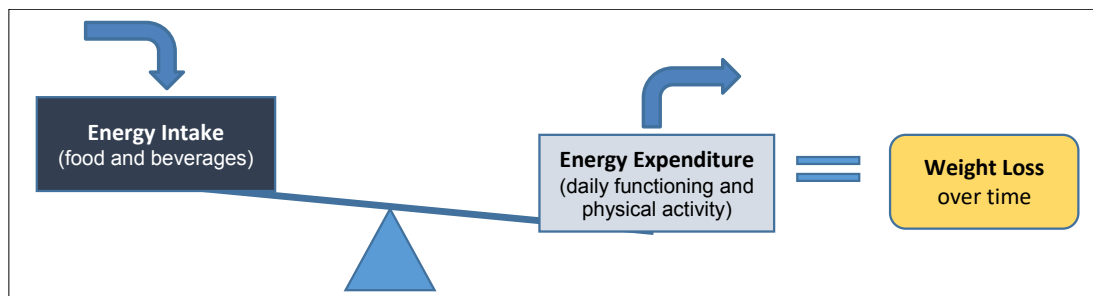 Energy Intake
(food and beverages)
Energy Expenditure
(daily functioning and
physical activity)
Weight Loss
over time